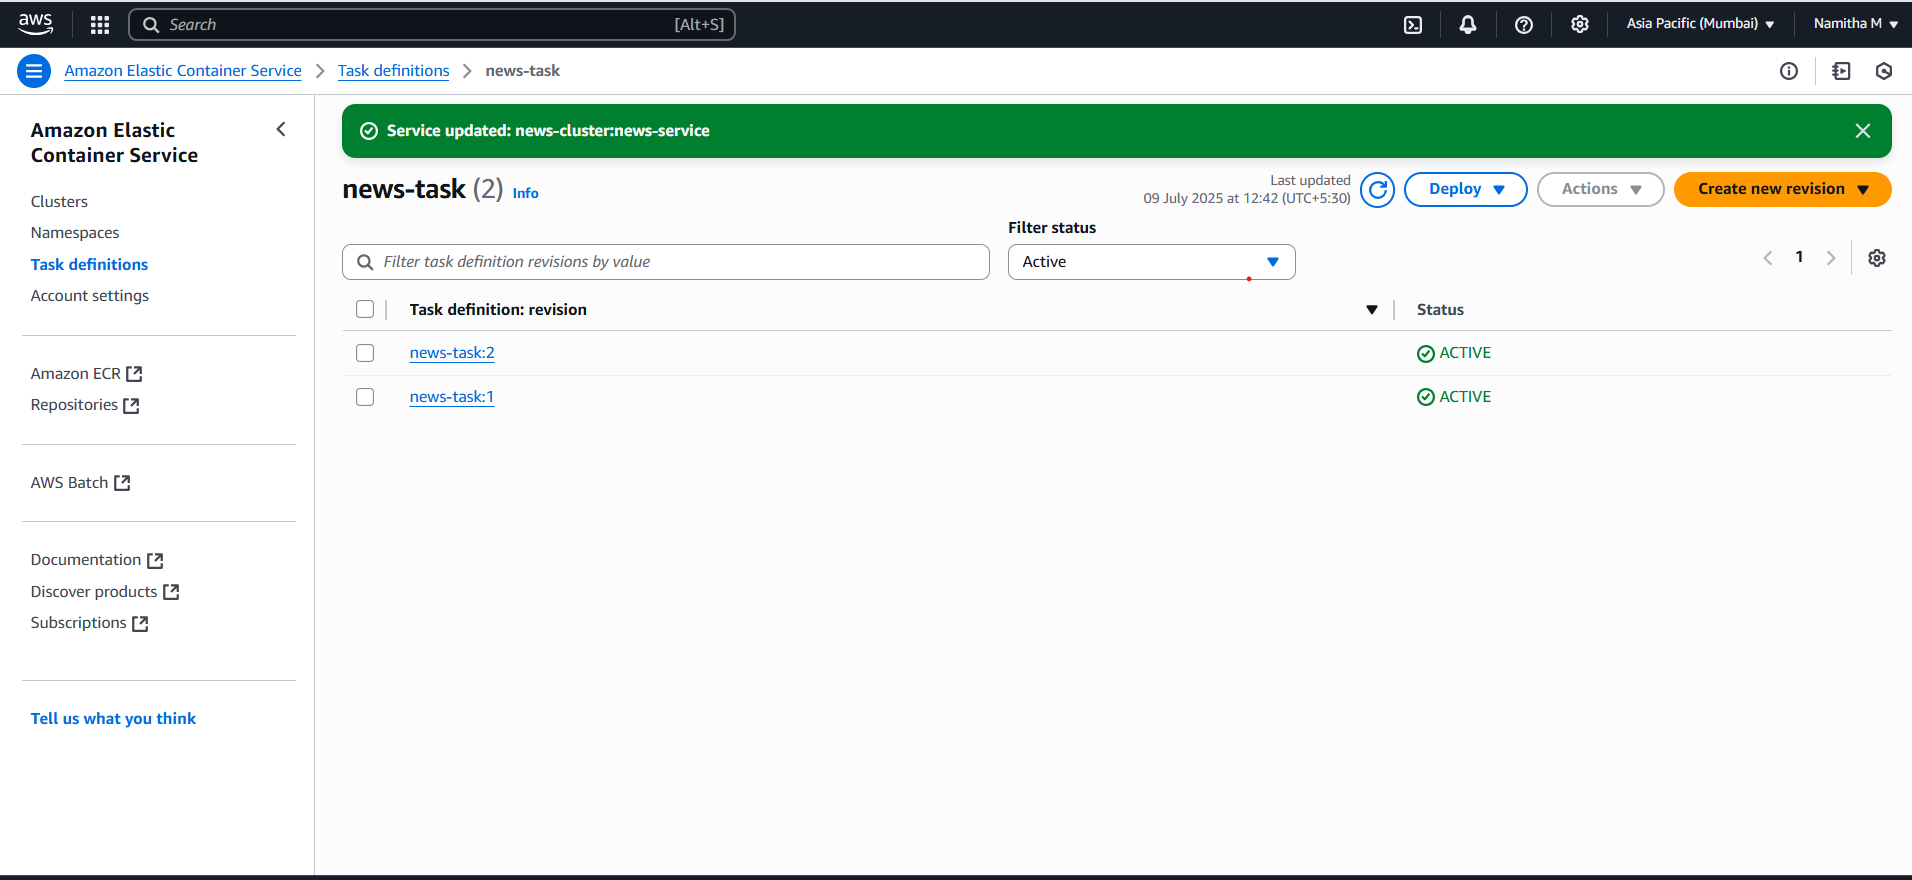 aws
Search [Alt+S]
Asia Pacific (Mumbai)
Namitha M
Amazon Elastic Container Service
Task definitions
news-task
Amazon Elastic
Container Service
Clusters
Namespaces
Task definitions
Account settings
Amazon ECR
Repositories
AWS Batch
Documentation
Discover products
Subscriptions
Tell us what you think
Service updated: news-cluster:news-service
news-task (2) Info
Last updated
09 July 2025 at 12:42 (UTC+5:30)
Deploy
Actions
Create new revision
Filter status
Filter task definition revisions by value
Active
1
Task definition: revision
Status
news-task:2
ACTIVE
news-task:1
ACTIVE